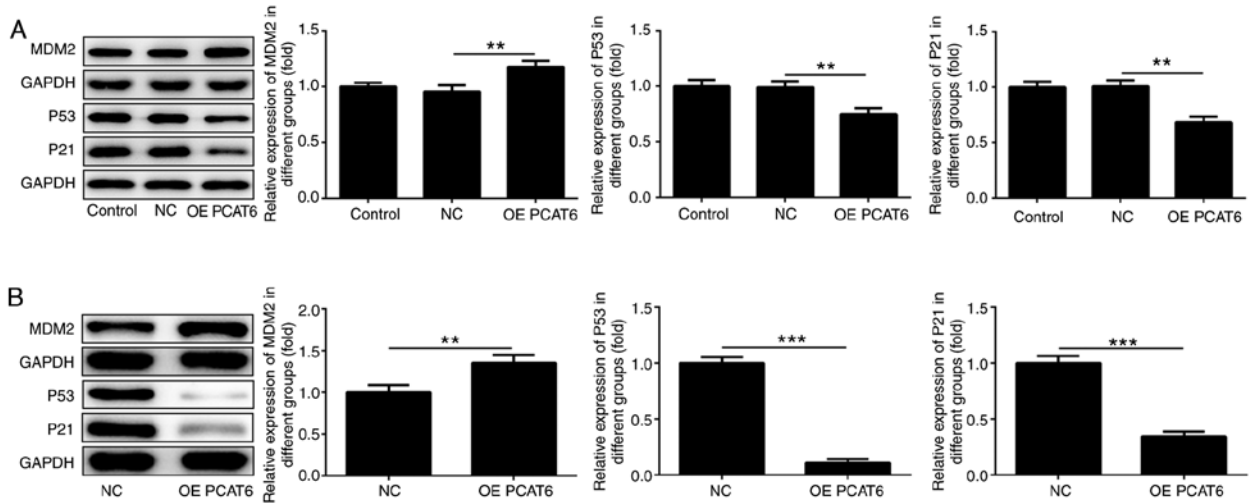 A
MDM2
GAPDH
P53
P21
GAPDH
Control NC OE PCAT6
Relative expression of MDM2 in
different groups (fold)
1.5
1.0
0.5
0.0
**
Control NC OE PCAT6
Relative expression of P53 in
different groups (fold)
1.5
1.0
0.5
0.0
**
Control NC OE PCAT6
Relative expression of P21 in
different groups (fold)
1.5
1.0
0.5
0.0
**
Control NC OE PCAT6
B
MDM2
GAPDH
P53
P21
GAPDH
NC OE PCAT6
Relative expression of MDM2 in
different groups (fold)
2.0
1.5
1.0
0.5
0.0
**
NC OE PCAT6
Relative expression of P53 in
different groups (fold)
1.5
1.0
0.5
0.0
***
NC OE PCAT6
Relative expression of P21 in
different groups (fold)
1.5
1.0
0.5
0.0
***
NC OE PCAT6